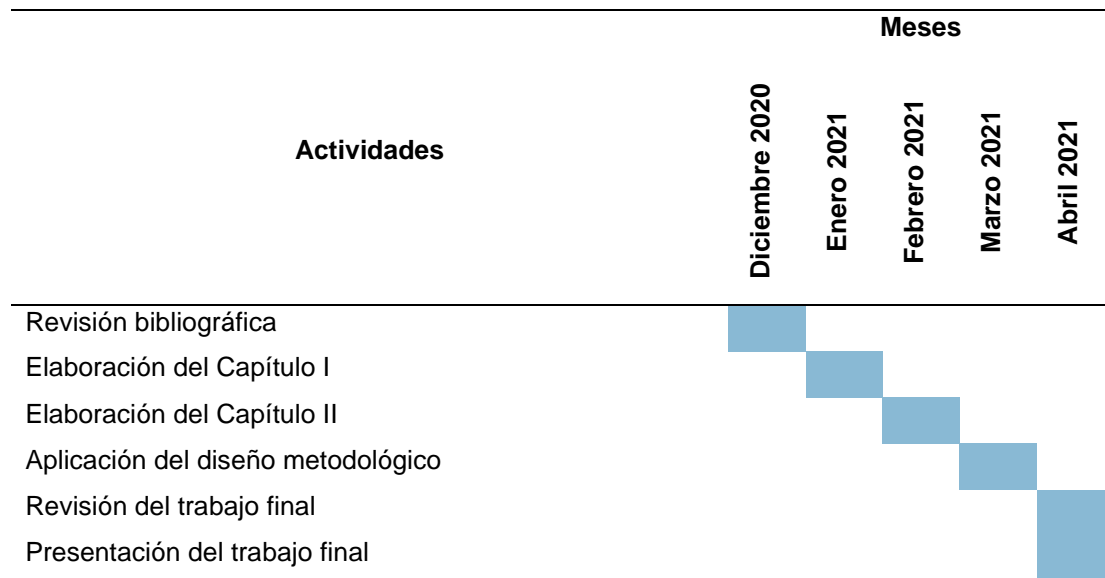 Meses
Actividades
Diciembre 2020
Enero 2021
Febrero 2021
Marzo 2021
Abril 2021
Revisión bibliográfica
Elaboración del Capítulo I
Elaboración del Capítulo II
Aplicación del diseño metodológico
Revisión del trabajo final
Presentación del trabajo final